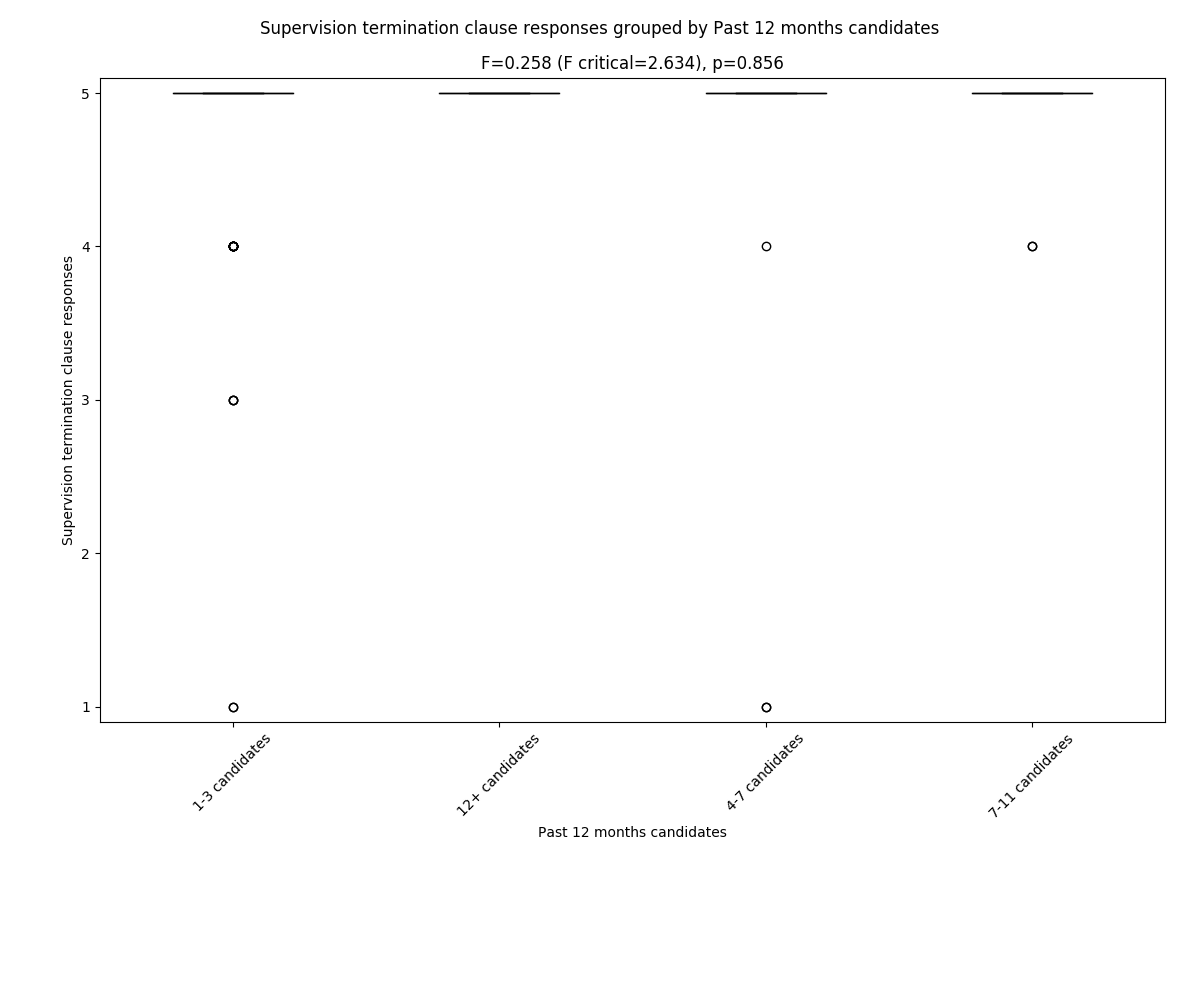 Supervision termination clause responses grouped by Past 12 months candidates
F=0.258 (F critical=2.634), p=0.856
Supervision termination clause responses
5
4
3
2
1
1-3 candidates
12+ candidates
4-7 candidates
7-11 candidates
Past 12 months candidates